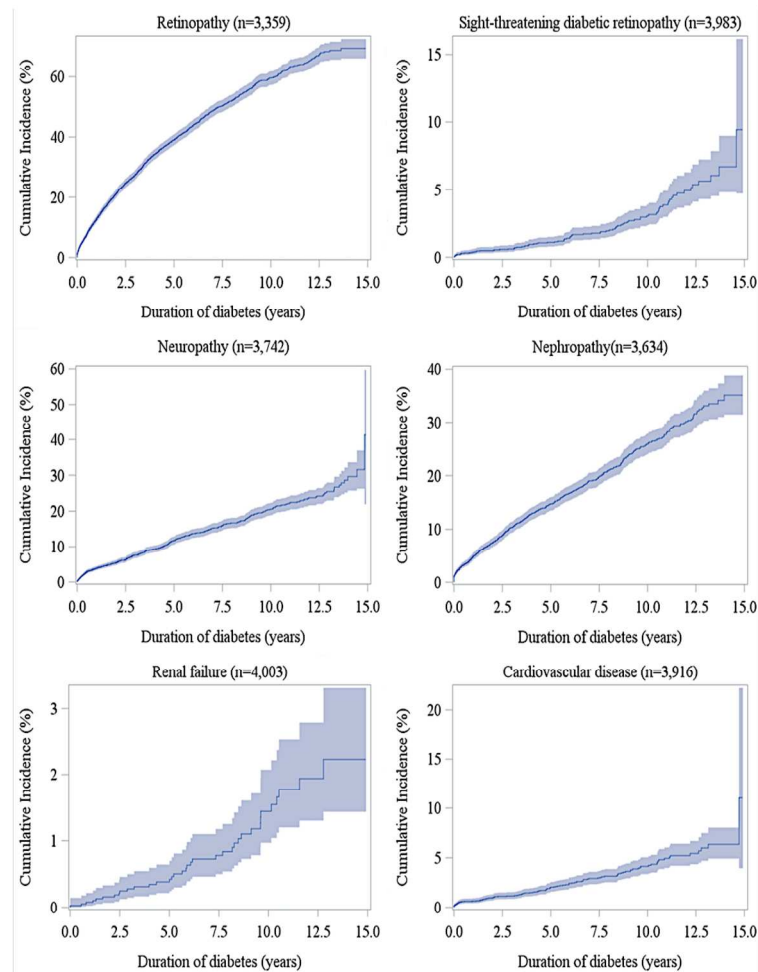 Retinopathy (n=3,359)
Cumulative Incidence (%)
60
40
20
0
0.0 2.5 5.0 7.5 10.0 12.5 15.0
Duration of diabetes (years)
Sight-threatening diabetic retinopathy (n=3,983)
Cumulative Incidence (%)
15
10
5
0
0.0 2.5 5.0 7.5 10.0 12.5 15.0
Duration of diabetes (years)
Neuropathy (n=3,742)
Cumulative Incidence (%)
60
50
40
30
20
10
0
0.0 2.5 5.0 7.5 10.0 12.5 15.0
Duration of diabetes (years)
Nephropathy(n=3,634)
Cumulative Incidence (%)
40
30
20
10
0
0.0 2.5 5.0 7.5 10.0 12.5 15.0
Duration of diabetes (years)
Renal failure (n=4,003)
Cumulative Incidence (%)
3
2
1
0
0.0 2.5 5.0 7.5 10.0 12.5 15.0
Duration of diabetes (years)
Cardiovascular disease (n=3,916)
Cumulative Incidence (%)
20
15
10
5
0
0.0 2.5 5.0 7.5 10.0 12.5 15.0
Duration of diabetes (years)